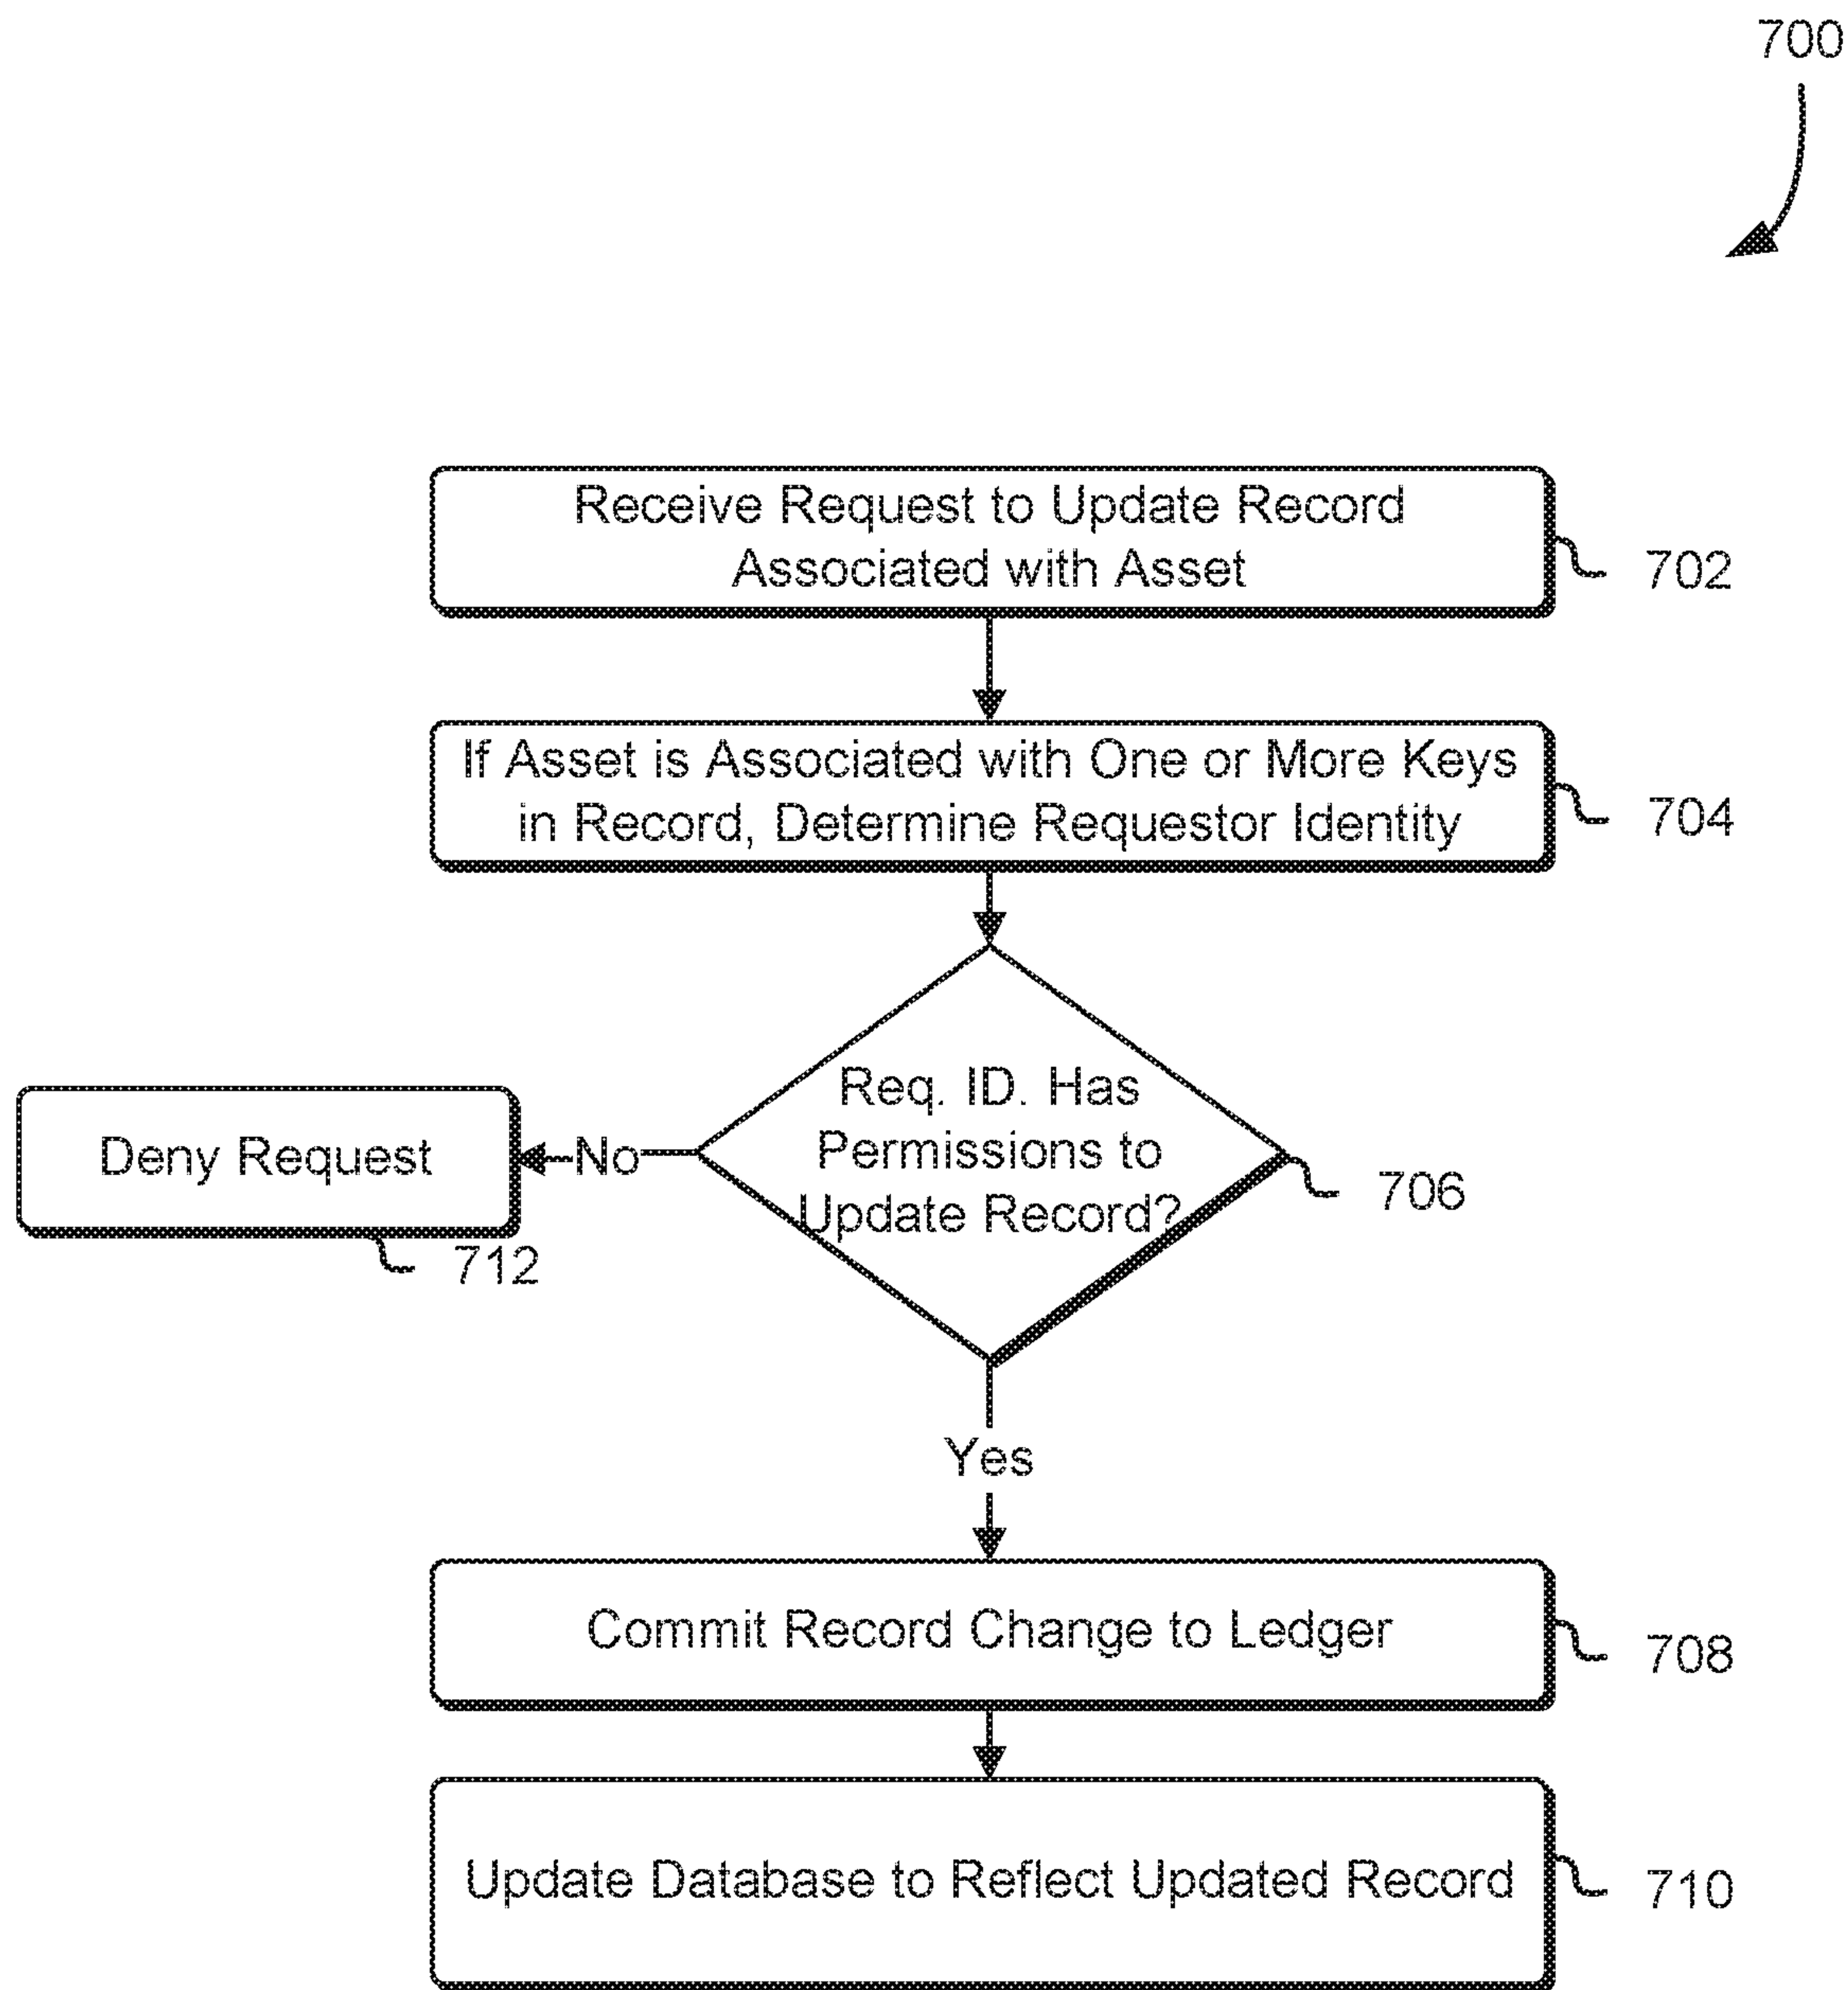 700
Receive Request to Update Record
Associated with Asset
702
If Asset is Associated with One or More Keys
in Record, Determine Requestor Identity
704
Req. ID. Has
Permissions to
Update Record?
706
No
Deny Request
712
Yes
Commit Record Change to Ledger
708
Update Database to Reflect Updated Record
710